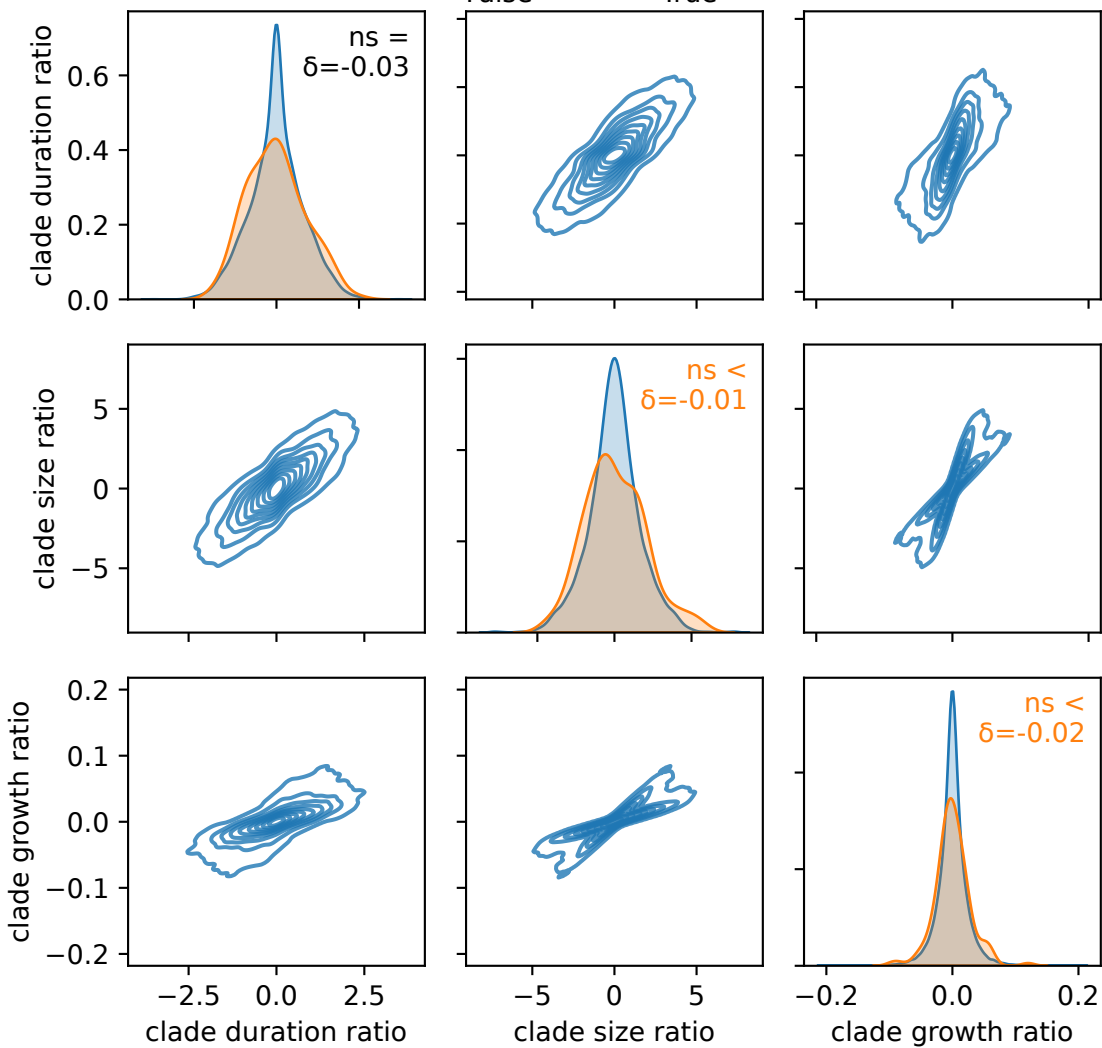 ns =
δ=-0.03
clade duration ratio
0.6
0.4
0.2
0.0
ns <
δ=-0.01
clade size ratio
5
0
−5
ns <
δ=-0.02
clade growth ratio
0.2
0.1
0.0
−0.1
−0.2
−2.5 0.0 2.5
−5 0 5
−0.2 0.0 0.2
clade duration ratio
clade size ratio
clade growth ratio